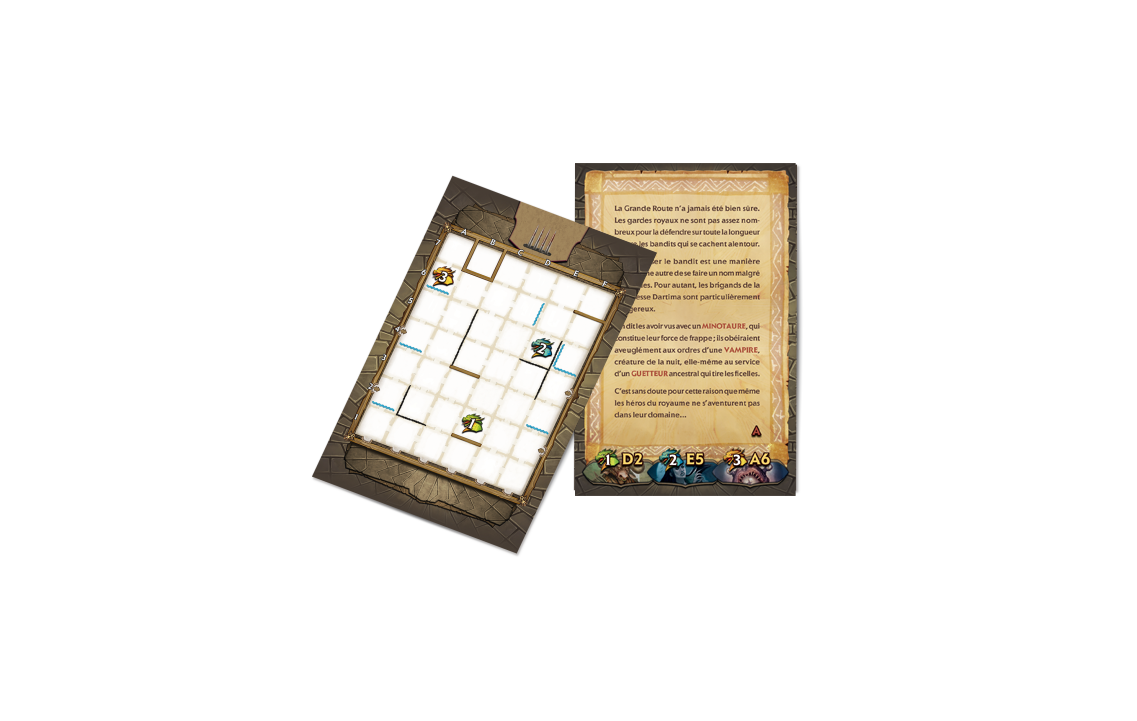 A
B
C
D
E
F
7
6
5
4
3
2
3
2
1
La Grande Route n'a jamais été bien sûre.
Les gardes royaux ne sont pas assez nom-
breux pour la défendre sur toute la longueur
les bandits qui se cachent alentour.
er le bandit est une manière
autre de se faire un nom malgré
es. Pour autant, les brigands de la
esse Dartima sont particulièrement
gereux.
dit les avoir vus avec un MINOTAURE, qui
constitue leur force de frappe ; ils obéiraient
aveuglément aux ordres d'une VAMPIRE,
créature de la nuit, elle-même au service
d'un GUETTEUR ancestral qui tire les ficelles.
C'est sans doute pour cette raison que même
les héros du royaume ne s'aventurent pas
dans leur domaine...
A
1 D2 2 E5 3 A6